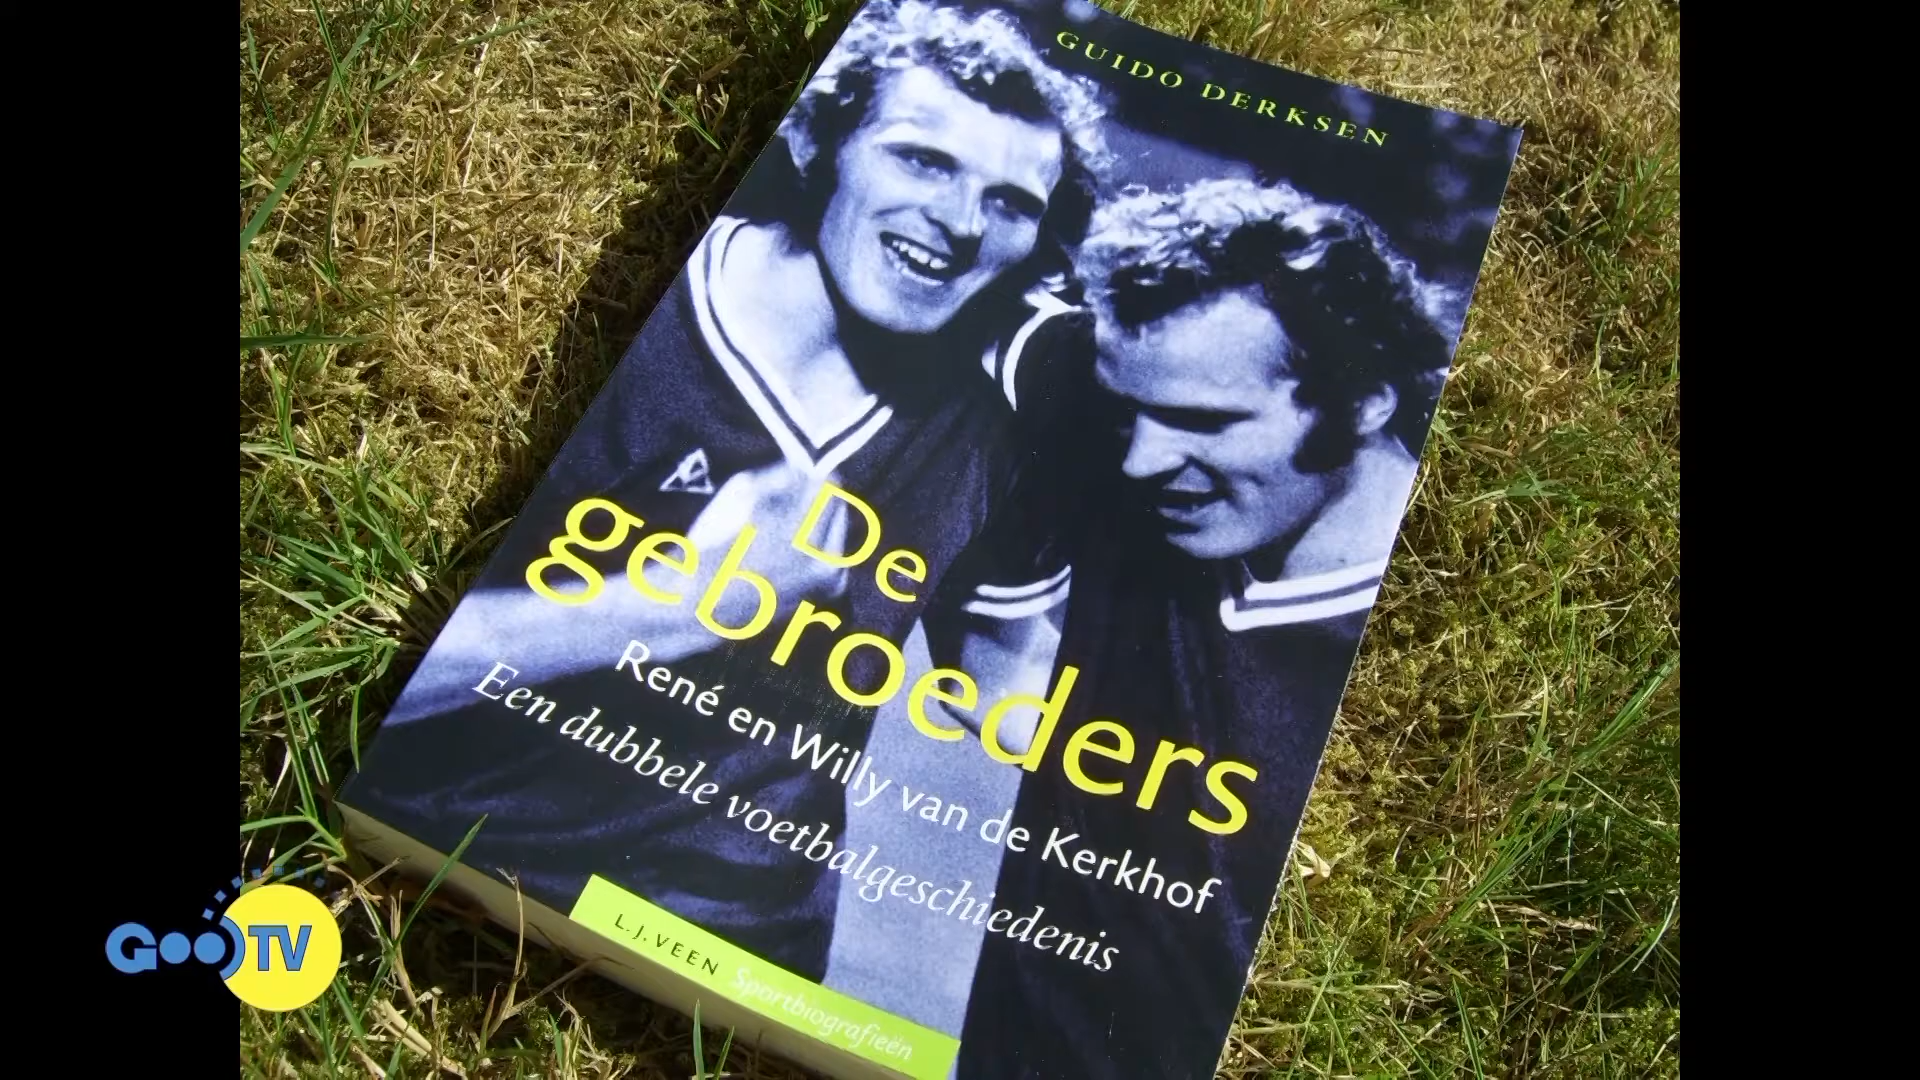 GUIDO DERKSEN
De
gebroeders
René en Willy van de Kerkhof
Een dubbele voetbalgeschiedenis
L.J. VEEN Sportbiografieën
GOOTV